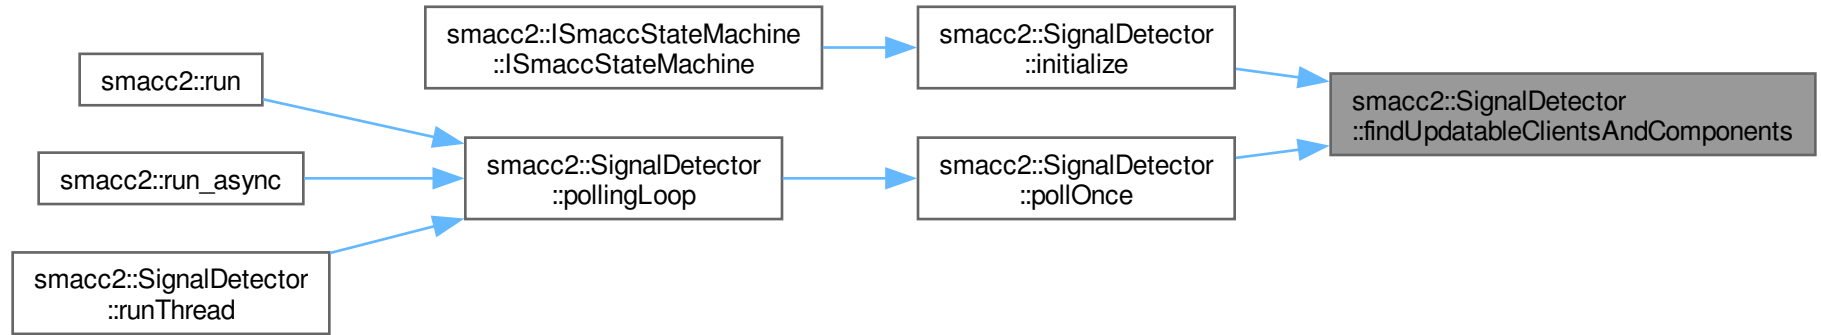 smacc2::run
smacc2::run_async
smacc2::SignalDetector
::runThread
smacc2::ISmaccStateMachine
::ISmaccStateMachine
smacc2::SignalDetector
::pollingLoop
smacc2::SignalDetector
::initialize
smacc2::SignalDetector
::pollOnce
smacc2::SignalDetector
::findUpdatableClientsAndComponents